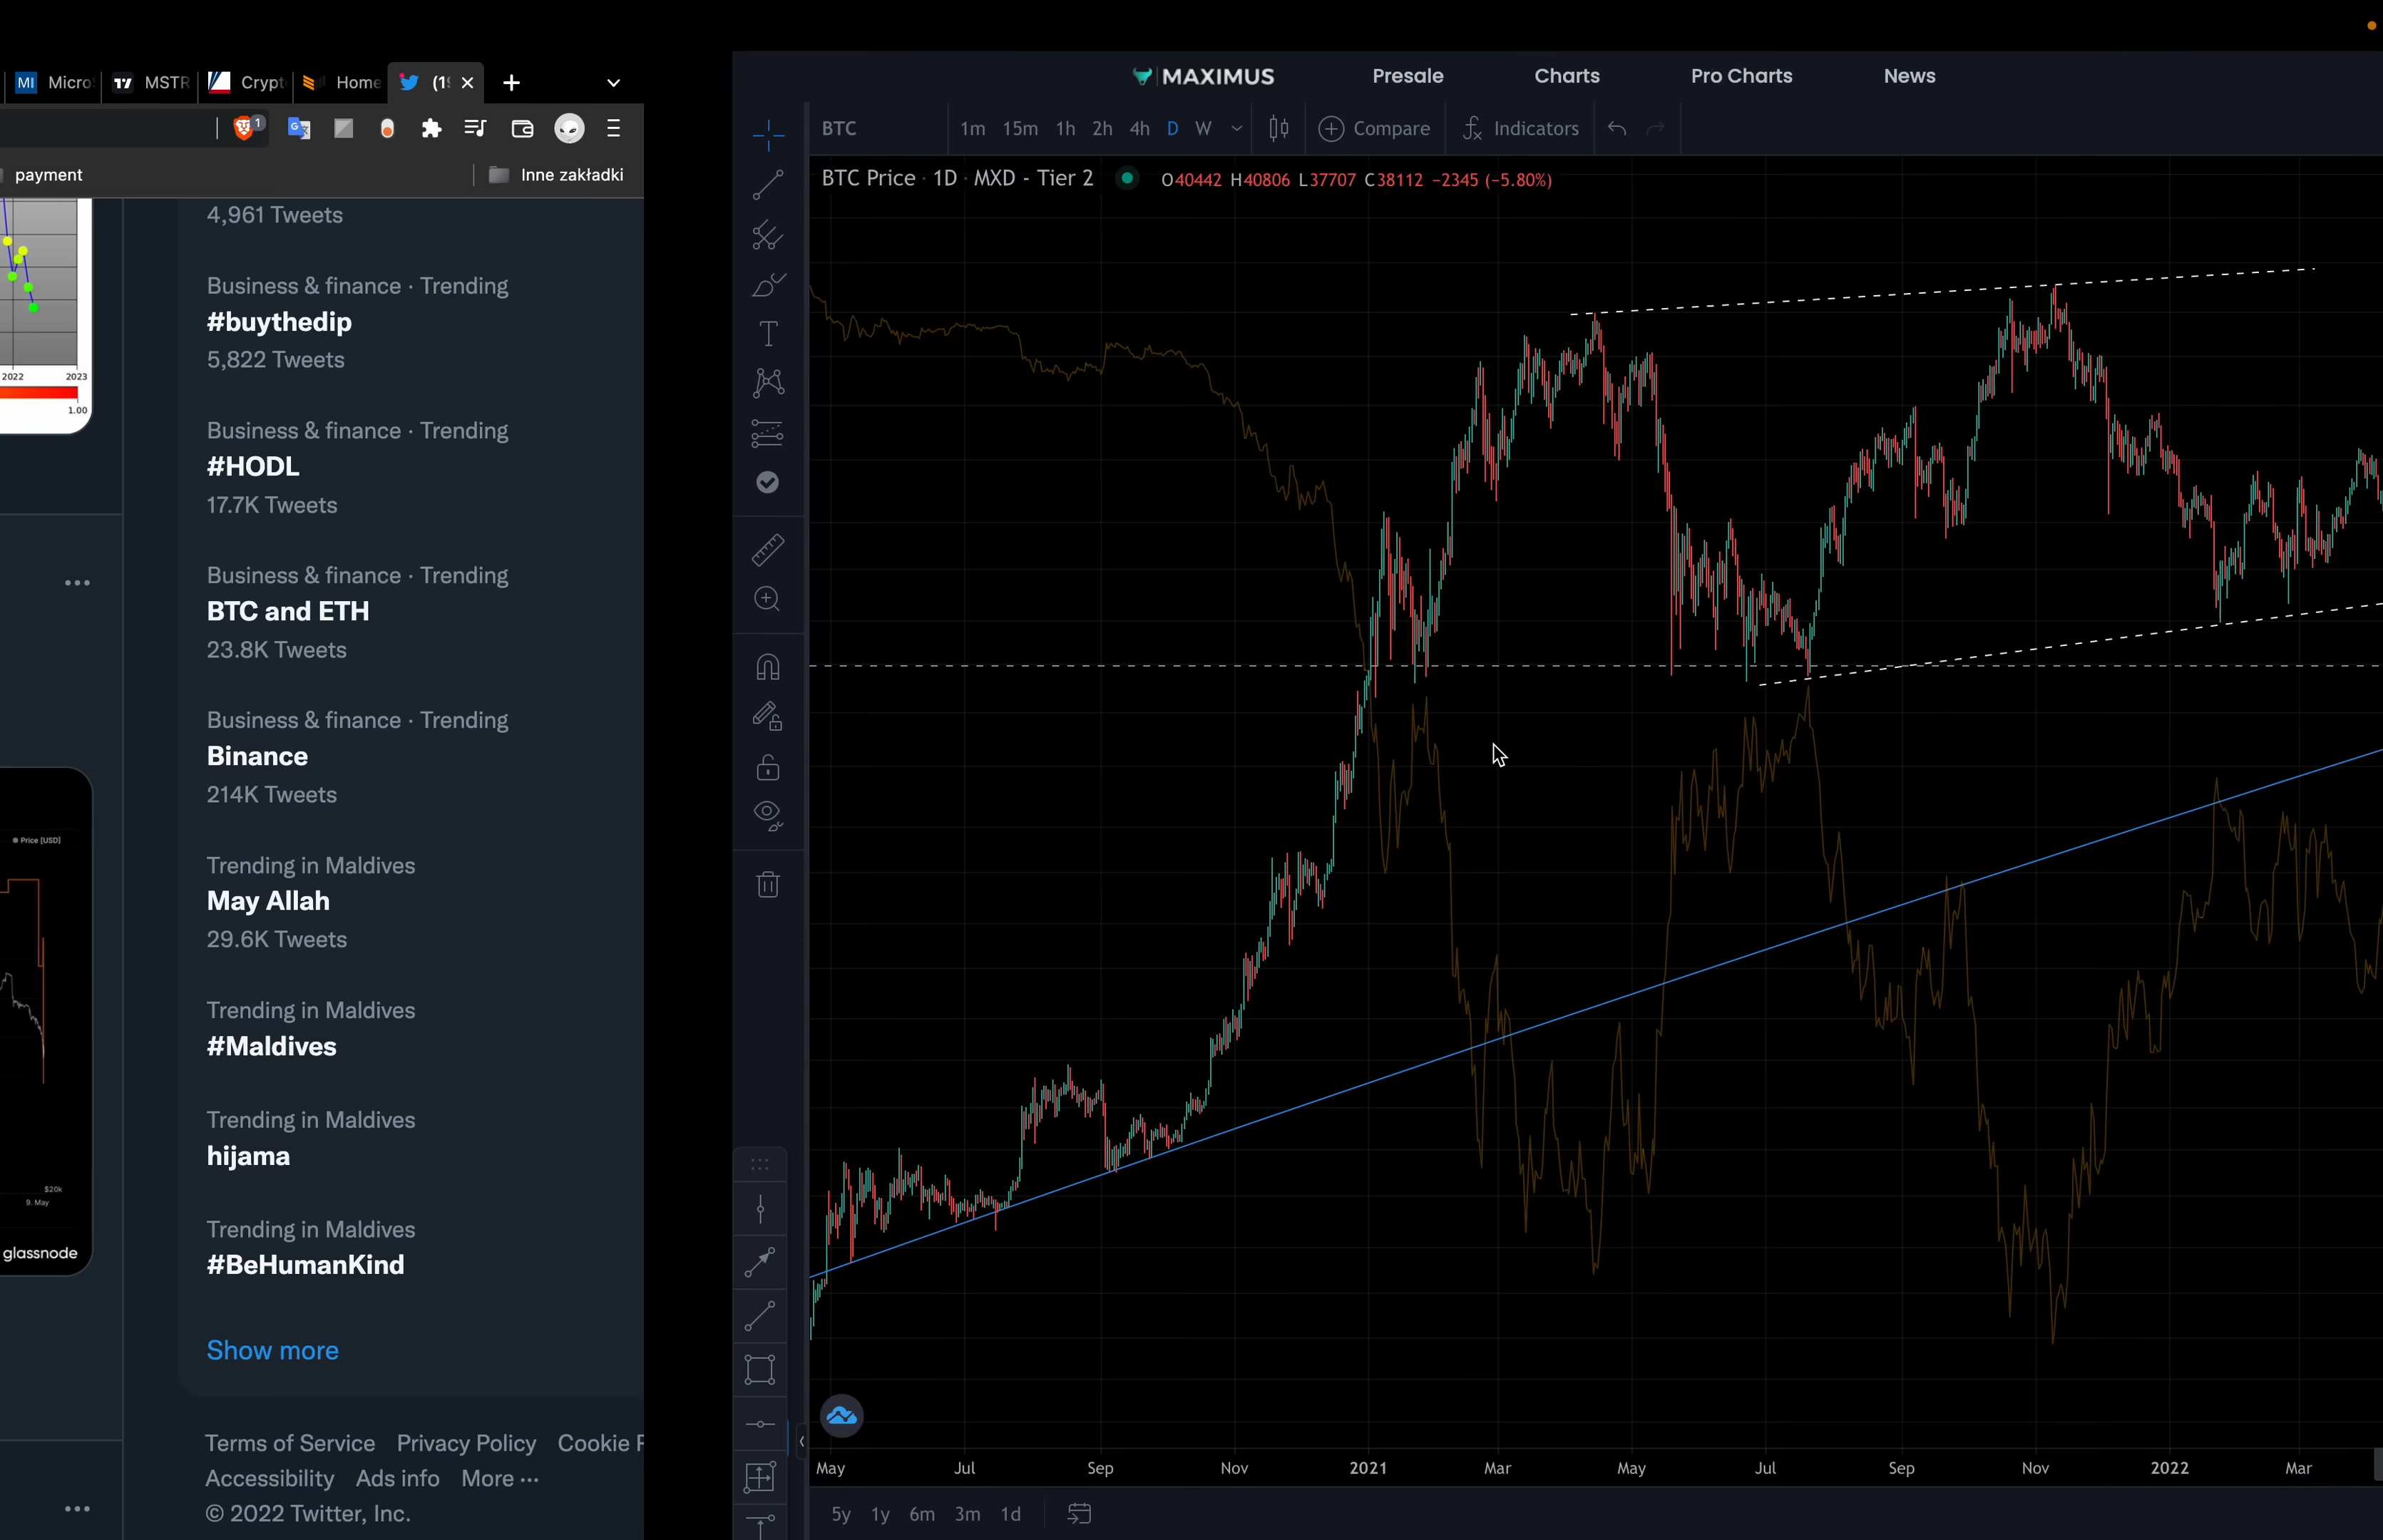 MI Micro
MSTR
Crypt
Home
(19
1
payment
Inne zakładki
2022 2023
1.00
Price [USD]
$20k
9. May
glassnode
4,961 Tweets
Business & finance · Trending
#buythedip
5,822 Tweets
Business & finance · Trending
#HODL
17.7K Tweets
Business & finance · Trending
BTC and ETH
23.8K Tweets
Business & finance · Trending
Binance
214K Tweets
Trending in Maldives
May Allah
29.6K Tweets
Trending in Maldives
#Maldives
Trending in Maldives
hijama
Trending in Maldives
#BeHumanKind
Show more
Terms of Service Privacy Policy Cookie
Accessibility Ads info More ···
© 2022 Twitter, Inc.
MAXIMUS Presale Charts Pro Charts News
BTC 1m 15m 1h 2h 4h D W Compare Indicators
BTC Price · 1D · MXD - Tier 2 O40442 H40806 L37707 C38112 −2345 (−5.80%)
May Jul Sep Nov 2021 Mar May Jul Sep Nov 2022 Mar
5y 1y 6m 3m 1d